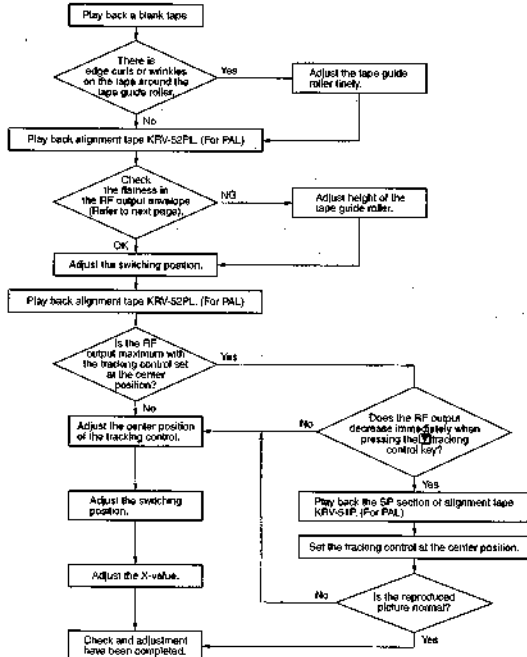 Play back a blank tape
There is
edge curls or wrinkles
on the tape around the
tape guide roller.
Yes
Adjust the tape guide
roller finely.
No
Play back alignment tape KRV-52PL. (For PAL)
Check
the flatness in
the RF output envelope
(Refer to next page).
NG
Adjust height of the
tape guide roller.
OK
Adjust the switching position.
Play back alignment tape KRV-52PL. (For PAL)
Is the RF
output maximum with
the tracking control set
at the center
position?
Yes
No
Adjust the center position
of the tracking control.
No
Does the RF output
decrease immediately when
pressing the ▼ tracking
control key?
Yes
Adjust the switching
position.
Play back the SP section of alignment tape
KRV-51P. (For PAL)
Set the tracking control at the center position.
Adjust the X-value.
No
Is the reproduced
picture normal?
Yes
Check and adjustment
have been completed.